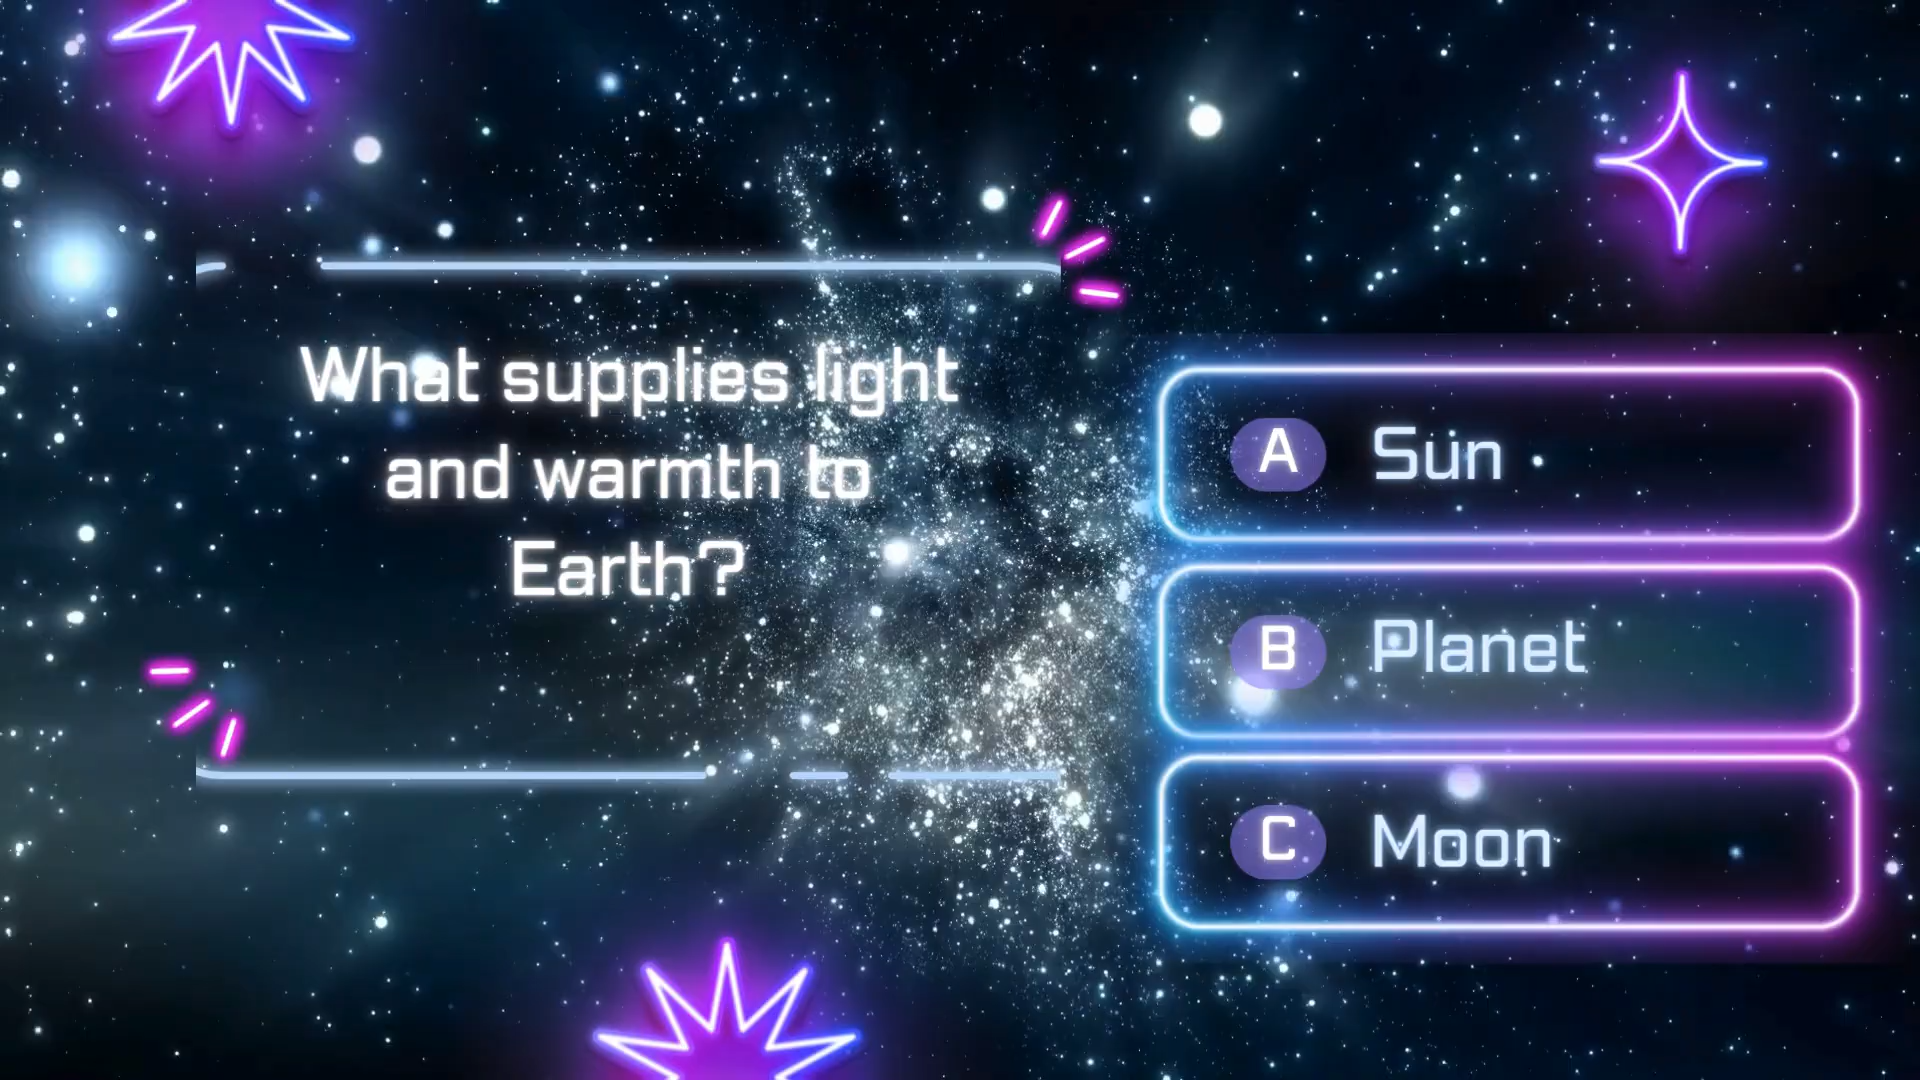 What supplies light
and warmth to
Earth?
A Sun
B Planet
C Moon